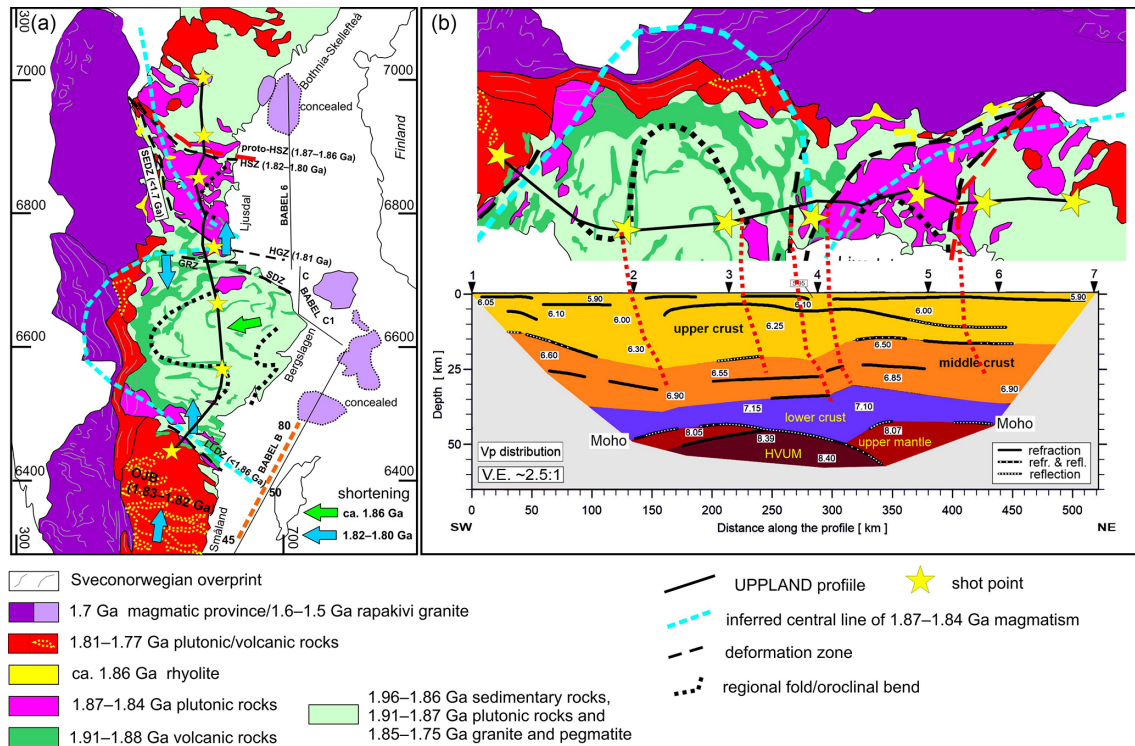 (a)
300
7000
6800
6600
6400
300
700
Bothnia-Skellefteå
concealed
Finland
proto-HSZ (1.87–1.86 Ga)
HSZ (1.82–1.80 Ga)
SEDZ (<1.7 Ga)
Ljusdal
BABEL 6
HGZ (1.81 Ga)
GRZ
SDZ
C
BABEL
C1
Bergslagen
concealed
80
BABEL B
LLDZ (≤1.86 Ga)
50
OJB
(1.83–1.82 Ga)
Småland
45
shortening
ca. 1.86 Ga
1.82–1.80 Ga
(b)
1
2
3
4
5
6
7
0
25
50
Depth [ km ]
6.05
5.90
6.10
6.00
6.30
6.60
6.25
6.10
6.00
5.90
upper crust
6.50
6.55
middle crust
6.85
6.90
6.90
7.15
lower crust
7.10
Moho
8.05
8.39
HVUM
8.40
8.07
upper mantle
Moho
Vp distribution
V.E. ~2.5:1
refraction
refr. & refl.
reflection
0
50
100
150
200
250
300
350
400
450
500
SW
Distance along the profile [ km ]
NE
Sveconorwegian overprint
1.7 Ga magmatic province/1.6–1.5 Ga rapakivi granite
1.81–1.77 Ga plutonic/volcanic rocks
ca. 1.86 Ga rhyolite
1.87–1.84 Ga plutonic rocks
1.91–1.88 Ga volcanic rocks
1.96–1.86 Ga sedimentary rocks,
1.91–1.87 Ga plutonic rocks and
1.85–1.75 Ga granite and pegmatite
UPPLAND profiile
shot point
inferred central line of 1.87–1.84 Ga magmatism
deformation zone
regional fold/oroclinal bend